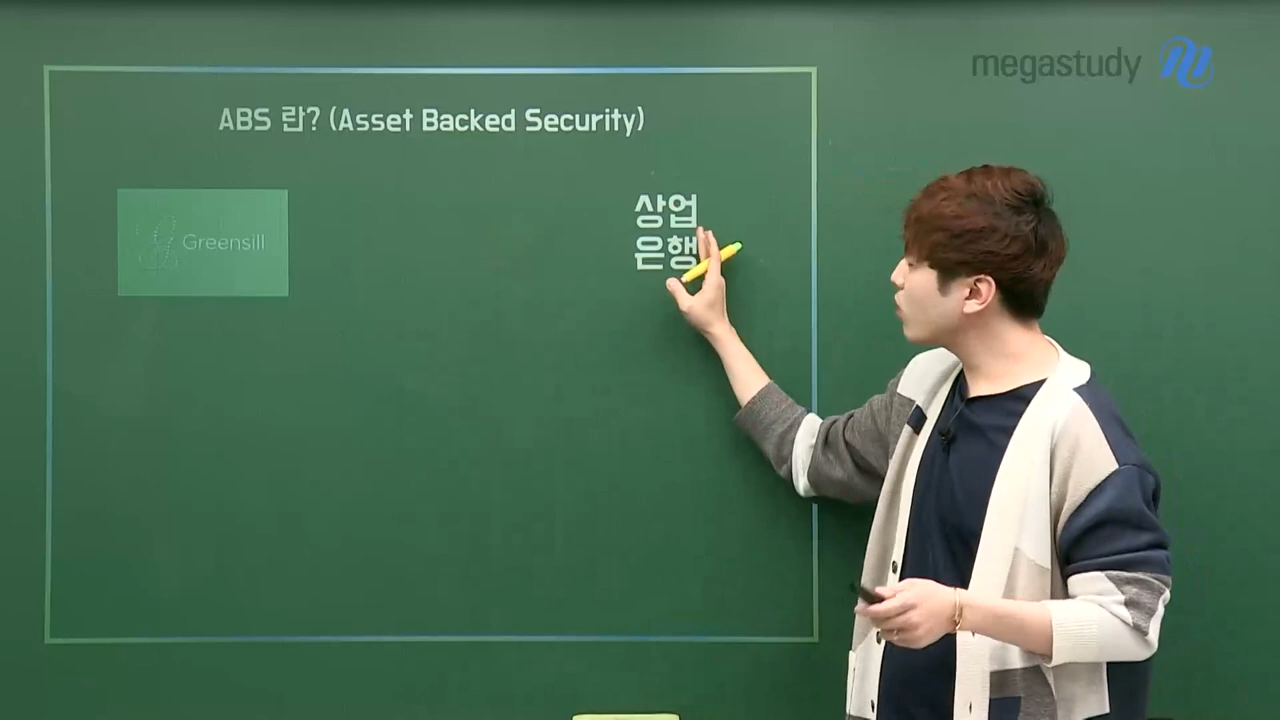 megastudy
ABS 란? (Asset Backed Security)
Greensill
상업
은행